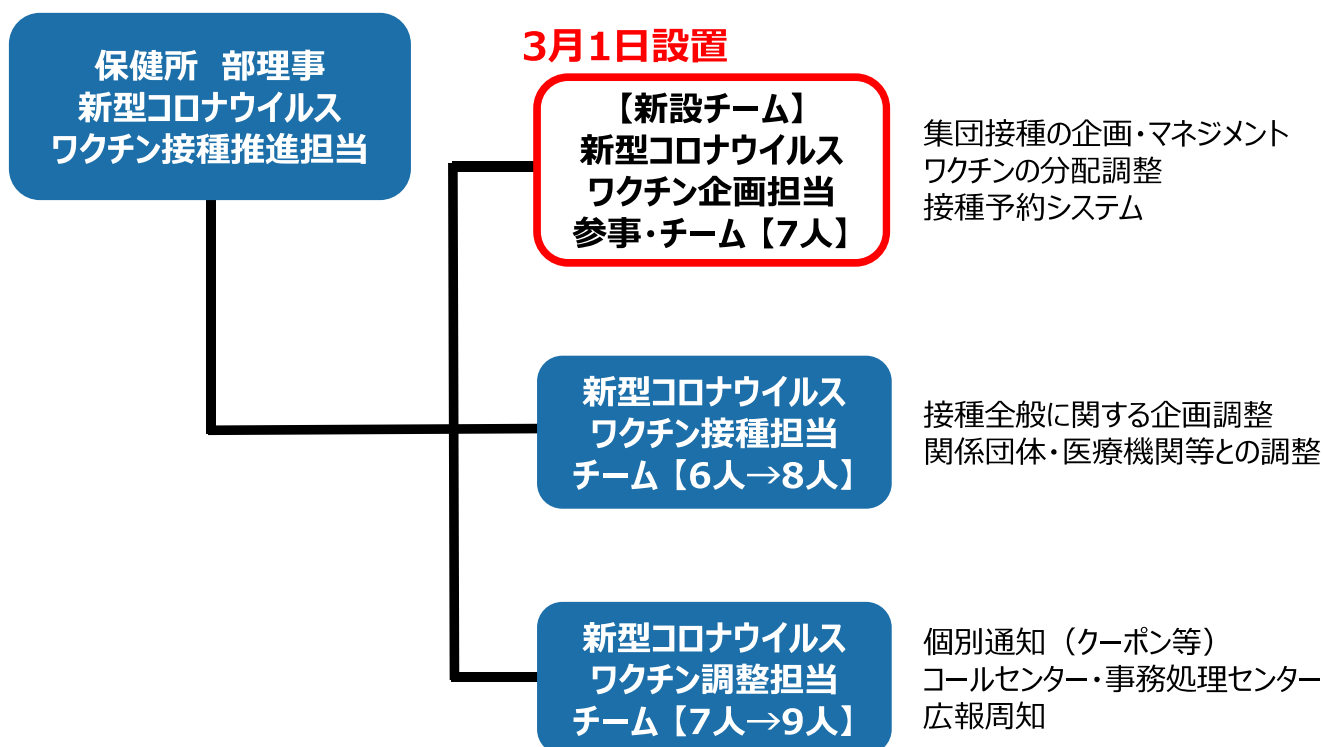 保健所 部理事
新型コロナウイルス
ワクチン接種推進担当
3月1日設置
【新設チーム】
新型コロナウイルス
ワクチン企画担当
参事・チーム【7人】
集団接種の企画・マネジメント
ワクチンの分配調整
接種予約システム
新型コロナウイルス
ワクチン接種担当
チーム【6人→8人】
接種全般に関する企画調整
関係団体・医療機関等との調整
新型コロナウイルス
ワクチン調整担当
チーム【7人→9人】
個別通知（クーポン等）
コールセンター・事務処理センター
広報周知